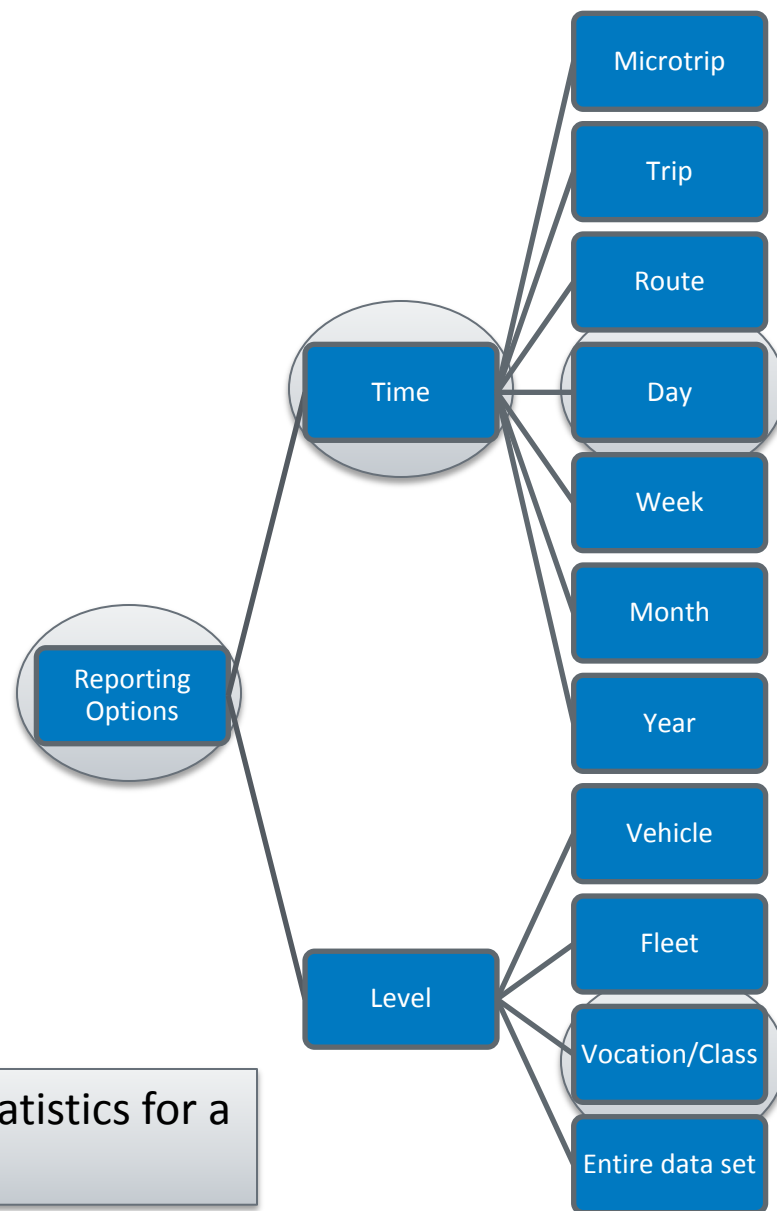 Microtrip
Trip
Route
Time
Day
Week
Month
Reporting
Options
Year
Vehicle
Fleet
Level
Vocation/Class
Entire data set
statistics for a